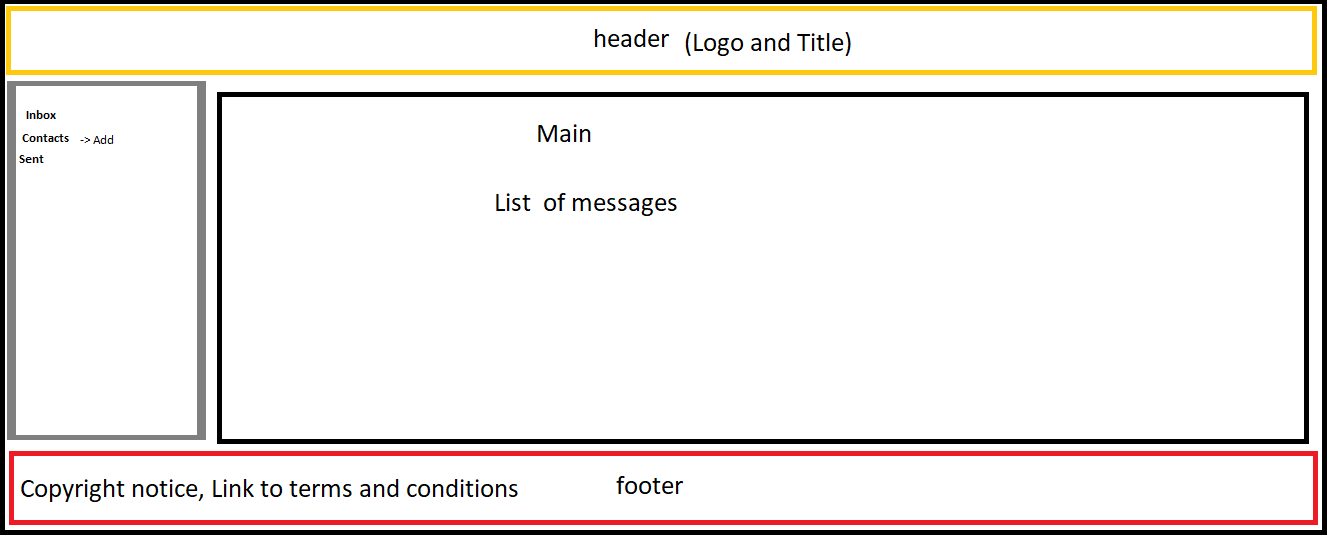 header (Logo and Title)
Inbox
Contacts -> Add
Sent
Main
List of messages
Copyright notice, Link to terms and conditions footer